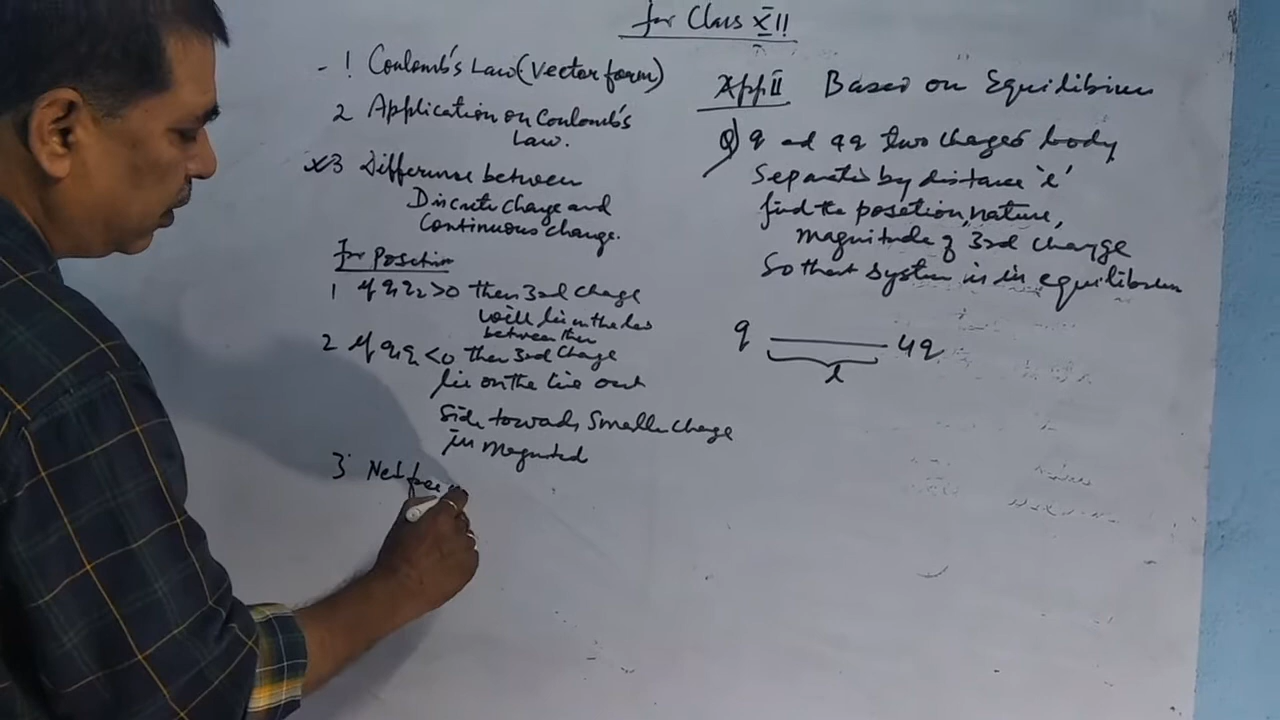 for Class XII
1 Coulomb's Law (Vector form)
2 Application on Coulomb's
Law.
x3 Difference between
Discrete charge and
Continuous charge.
for Position
1 if q1q2>0 then 3rd charge
will lie on the line
between them
2 if q1q2<0 then 3rd charge
lie on the line out
side towards smaller charge
in magnitud
3 Net force
App II Based on Equilibrium
Q) q and 4q two charged body
Separated by distance 'l'
find the position, nature,
magnitude of 3rd charge
So that system is in equilibrium
q 4q
l